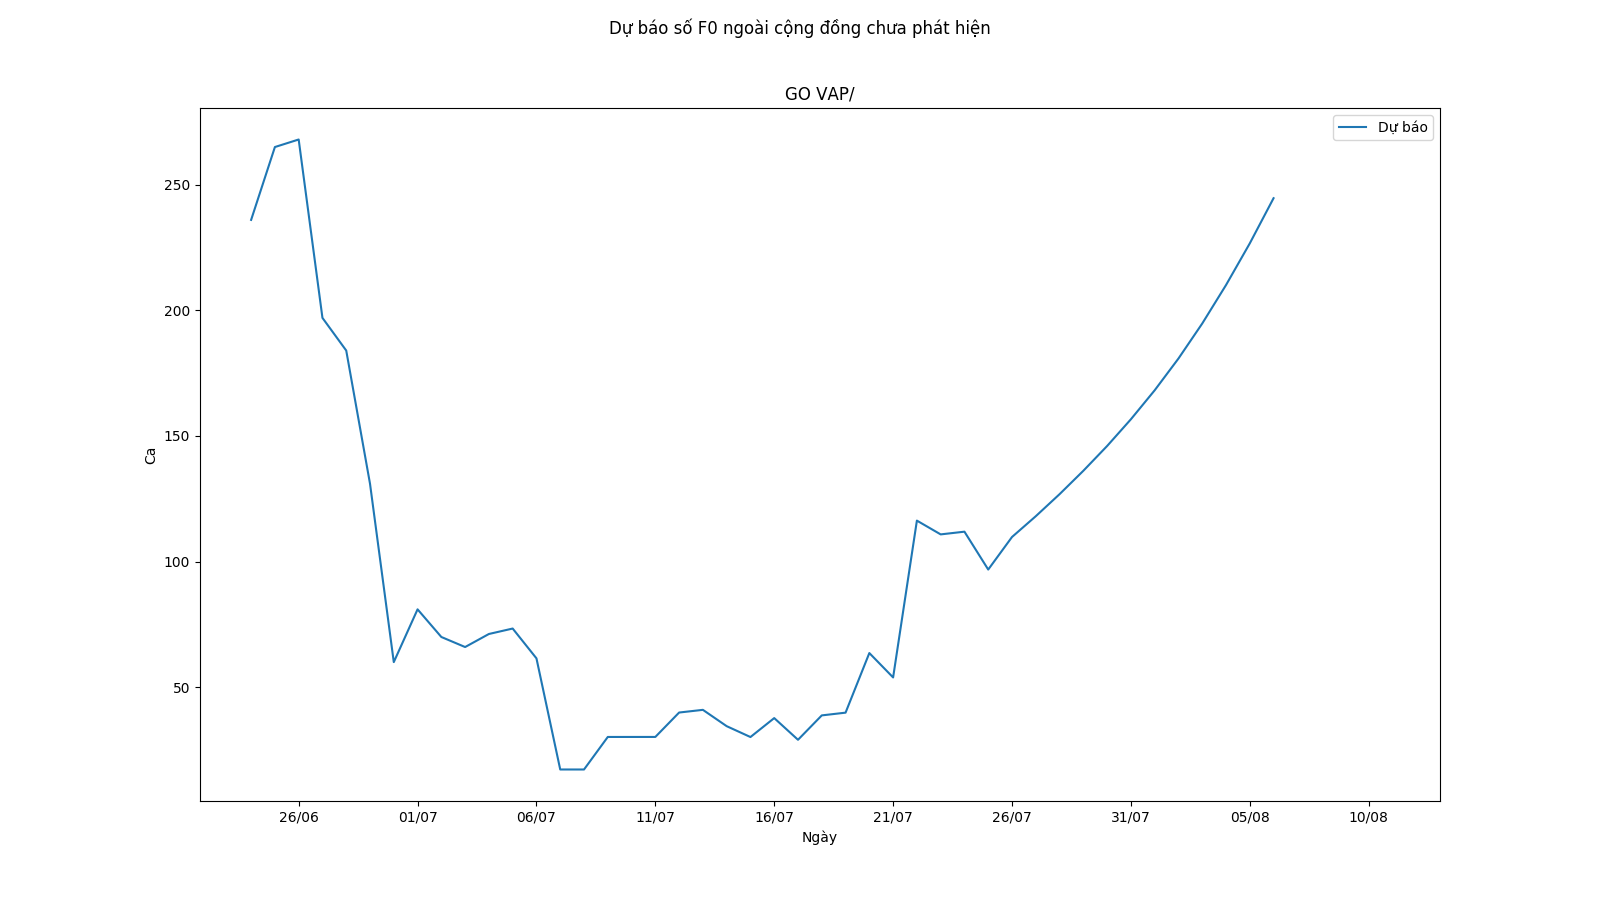 Dự báo số F0 ngoài cộng đồng chưa phát hiện
GO VAP/
Dự báo
250
200
150
100
50
Ca
26/06 01/07 06/07 11/07 16/07 21/07 26/07 31/07 05/08 10/08
Ngày